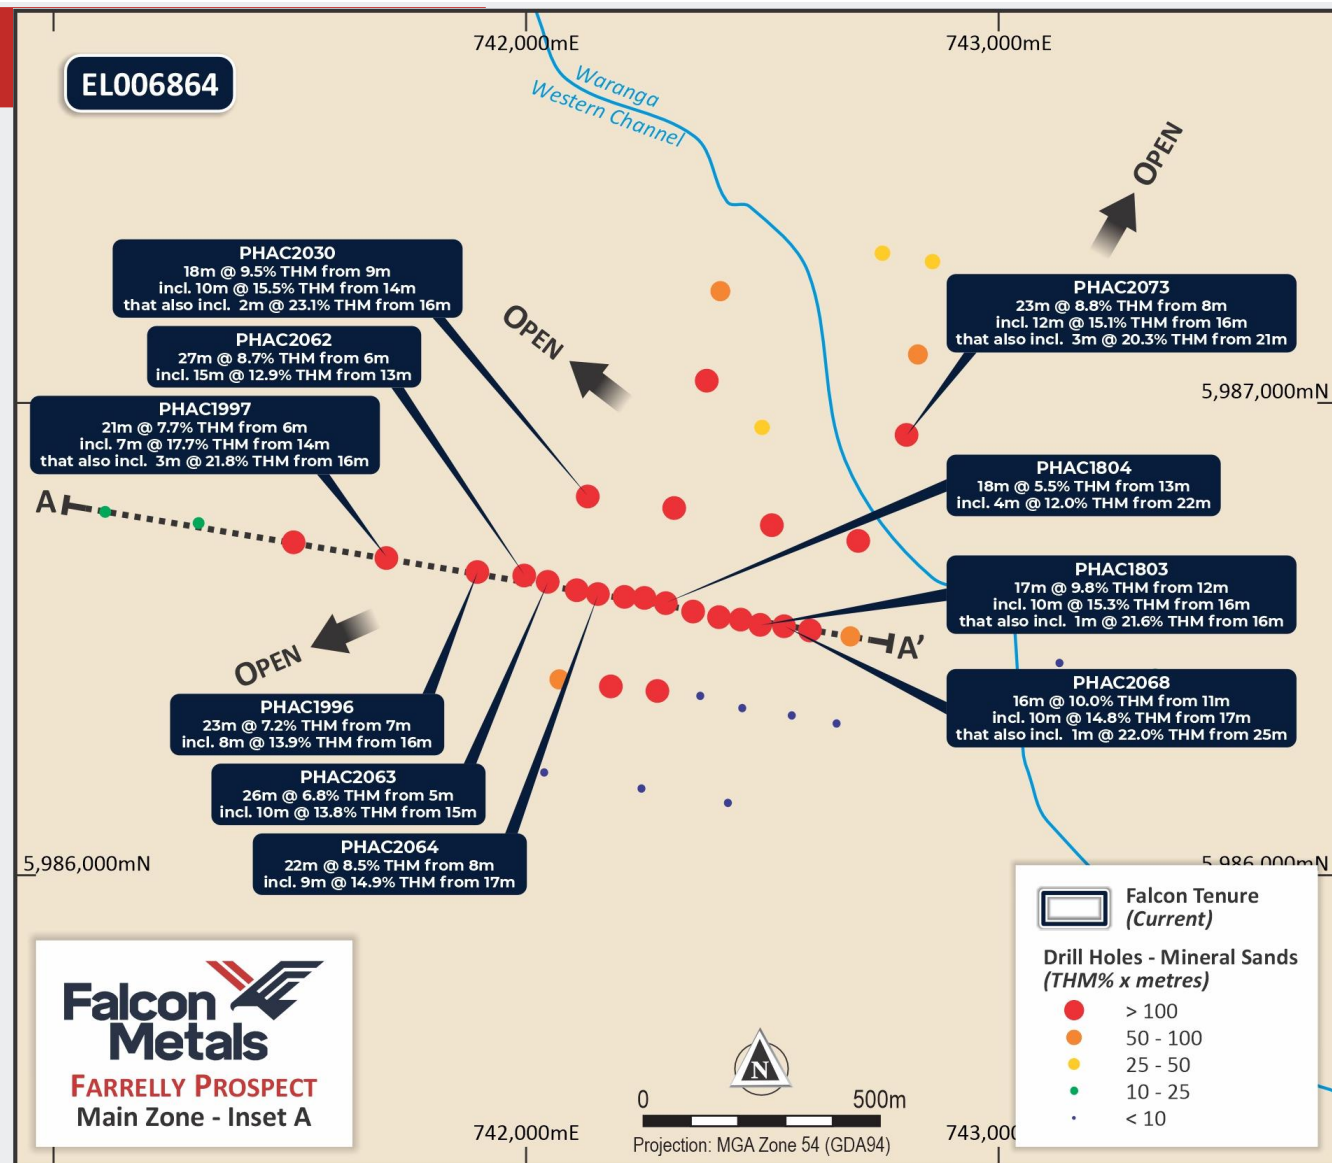 742,000mE
743,000mE
EL006864
Waranga
Western Channel
OPEN
PHAC2030
18m @ 9.5% THM from 9m
incl. 10m @ 15.5% THM from 14m
that also incl. 2m @ 23.1% THM from 16m
OPEN
PHAC2073
23m @ 8.8% THM from 8m
incl. 12m @ 15.1% THM from 16m
that also incl. 3m @ 20.3% THM from 21m
PHAC2062
27m @ 8.7% THM from 6m
incl. 15m @ 12.9% THM from 13m
5,987,000mN
PHAC1997
21m @ 7.7% THM from 6m
incl. 7m @ 17.7% THM from 14m
that also incl. 3m @ 21.8% THM from 16m
PHAC1804
18m @ 5.5% THM from 13m
incl. 4m @ 12.0% THM from 22m
A
PHAC1803
17m @ 9.8% THM from 12m
incl. 10m @ 15.3% THM from 16m
that also incl. 1m @ 21.6% THM from 16m
A'
OPEN
PHAC2068
16m @ 10.0% THM from 11m
incl. 10m @ 14.8% THM from 17m
that also incl. 1m @ 22.0% THM from 25m
PHAC1996
23m @ 7.2% THM from 7m
incl. 8m @ 13.9% THM from 16m
PHAC2063
26m @ 6.8% THM from 5m
incl. 10m @ 13.8% THM from 15m
PHAC2064
22m @ 8.5% THM from 8m
incl. 9m @ 14.9% THM from 17m
5,986,000mN
5,986,000mN
Falcon Tenure
(Current)
Drill Holes - Mineral Sands
(THM% x metres)
> 100
50 - 100
25 - 50
10 - 25
< 10
Falcon
Metals
FARRELLY PROSPECT
Main Zone - Inset A
N
0 500m
Projection: MGA Zone 54 (GDA94)
742,000mE
743,000